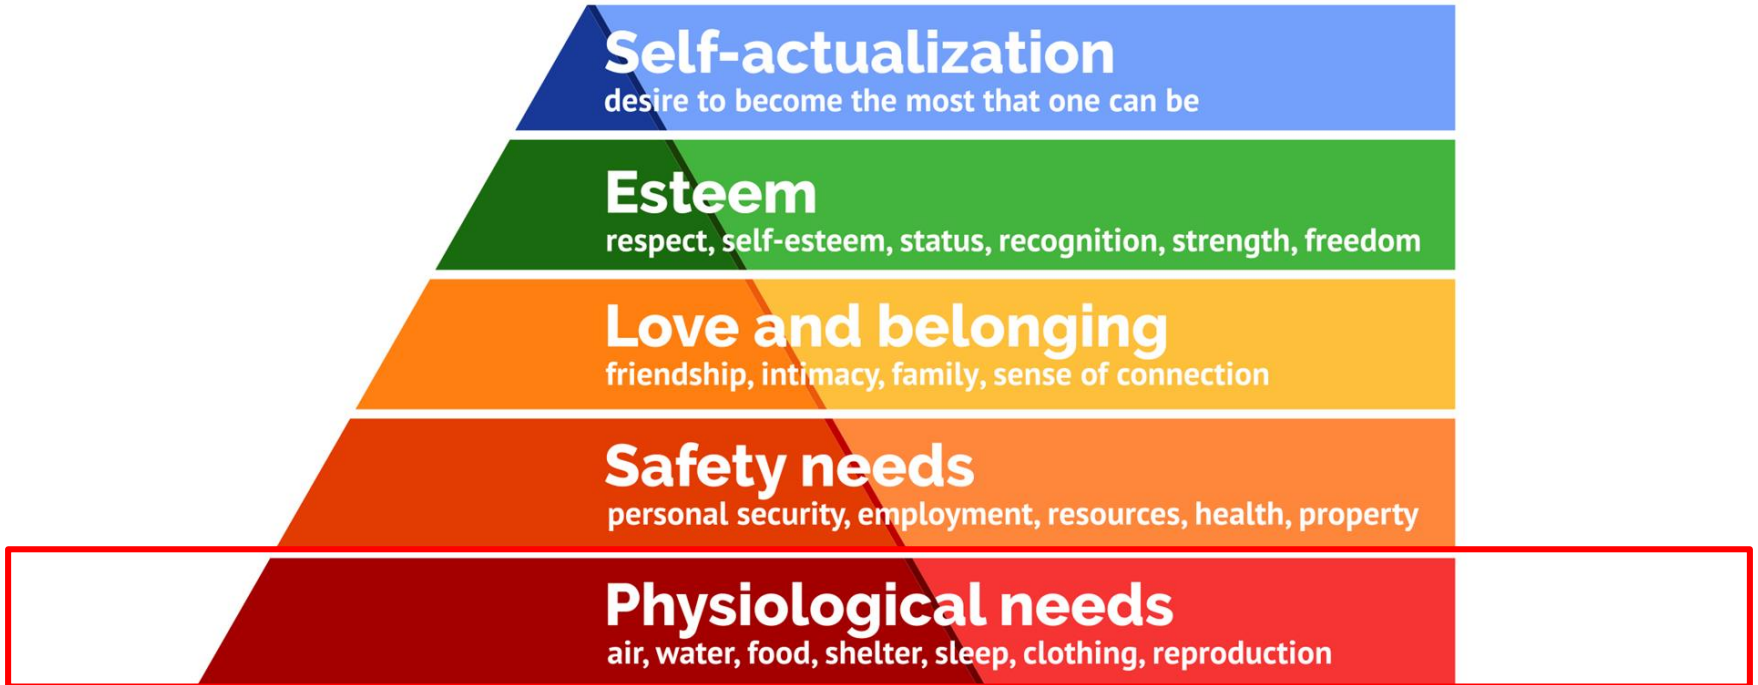 Self-actualization
desire to become the most that one can be
Esteem
respect, self-esteem, status, recognition, strength, freedom
Love and belonging
friendship, intimacy, family, sense of connection
Safety needs
personal security, employment, resources, health, property
Physiological needs
air, water, food, shelter, sleep, clothing, reproduction